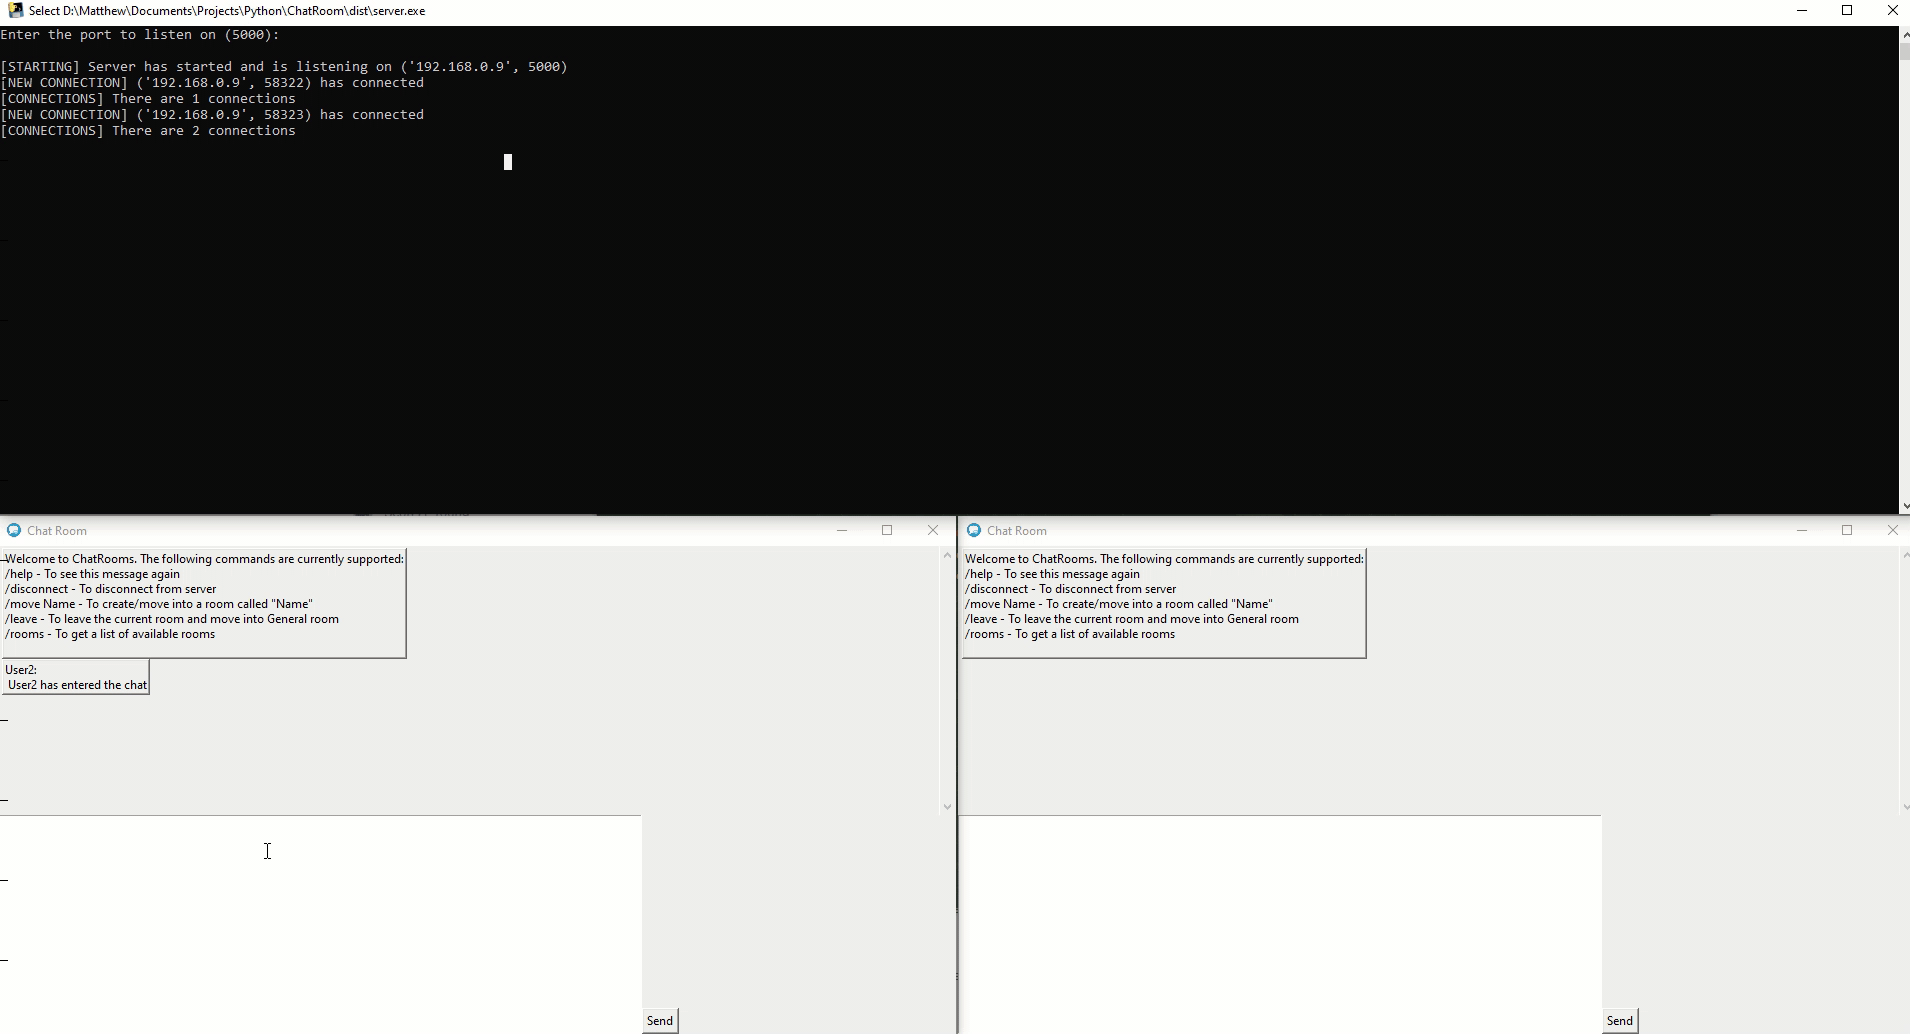 Select D:\Matthew\Documents\Projects\Python\ChatRoom\dist\server.exe
Enter the port to listen on (5000):
[STARTING] Server has started and is listening on ('192.168.0.9', 5000)
[NEW CONNECTION] ('192.168.0.9', 58322) has connected
[CONNECTIONS] There are 1 connections
[NEW CONNECTION] ('192.168.0.9', 58323) has connected
[CONNECTIONS] There are 2 connections
Chat Room
Welcome to ChatRooms. The following commands are currently supported:
/help - To see this message again
/disconnect - To disconnect from server
/move Name - To create/move into a room called "Name"
/leave - To leave the current room and move into General room
/rooms - To get a list of available rooms
User2:
User2 has entered the chat
Send
Chat Room
Welcome to ChatRooms. The following commands are currently supported:
/help - To see this message again
/disconnect - To disconnect from server
/move Name - To create/move into a room called "Name"
/leave - To leave the current room and move into General room
/rooms - To get a list of available rooms
Send